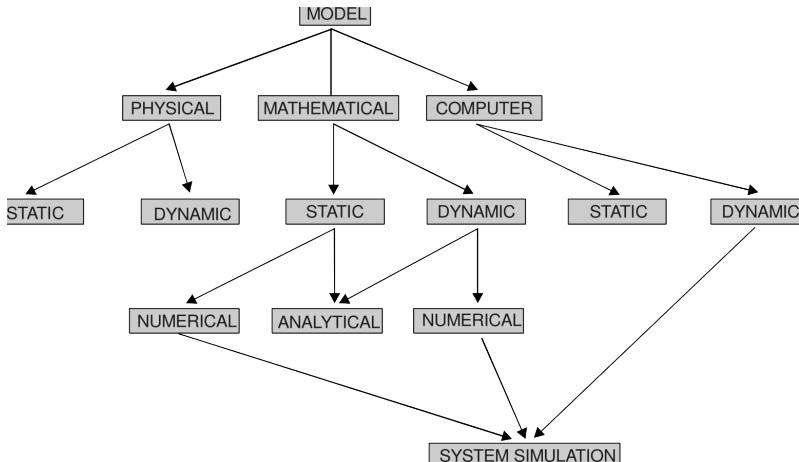 MODEL
PHYSICAL
MATHEMATICAL
COMPUTER
STATIC
DYNAMIC
STATIC
DYNAMIC
STATIC
DYNAMIC
NUMERICAL
ANALYTICAL
NUMERICAL
SYSTEM SIMULATION